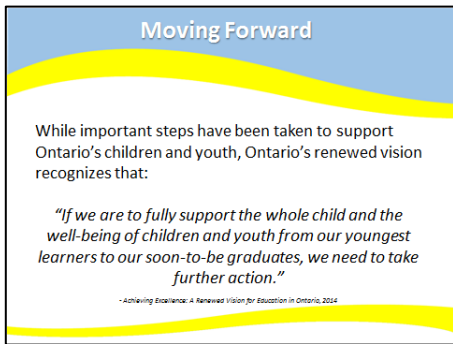 Moving Forward
While important steps have been taken to support
Ontario's children and youth, Ontario's renewed vision
recognizes that:
"If we are to fully support the whole child and the
well-being of children and youth from our youngest
learners to our soon-to-be graduates, we need to take
further action."
- Achieving Excellence: A Renewed Vision for Education in Ontario, 2014